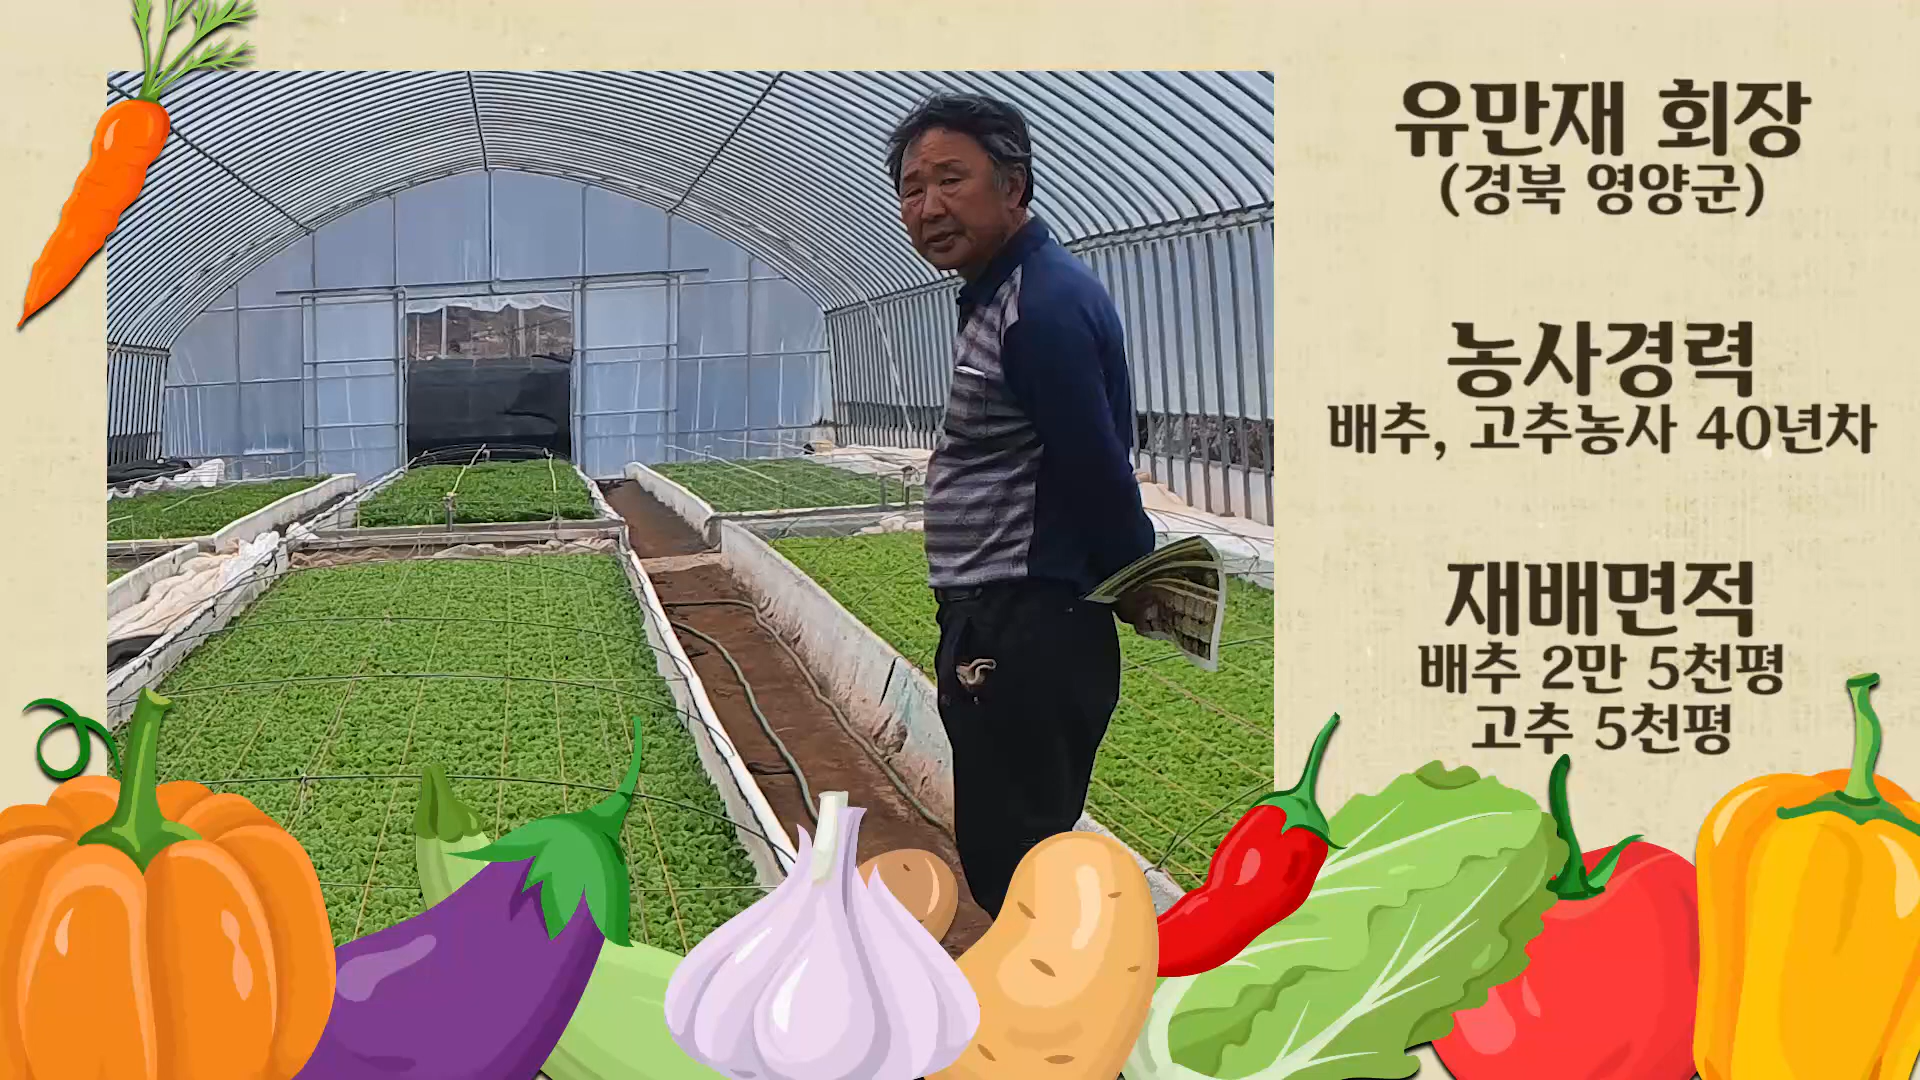 유만재 회장
(경북 영양군)
농사경력
배추, 고추농사 40년차
재배면적
배추 2만 5천평
고추 5천평